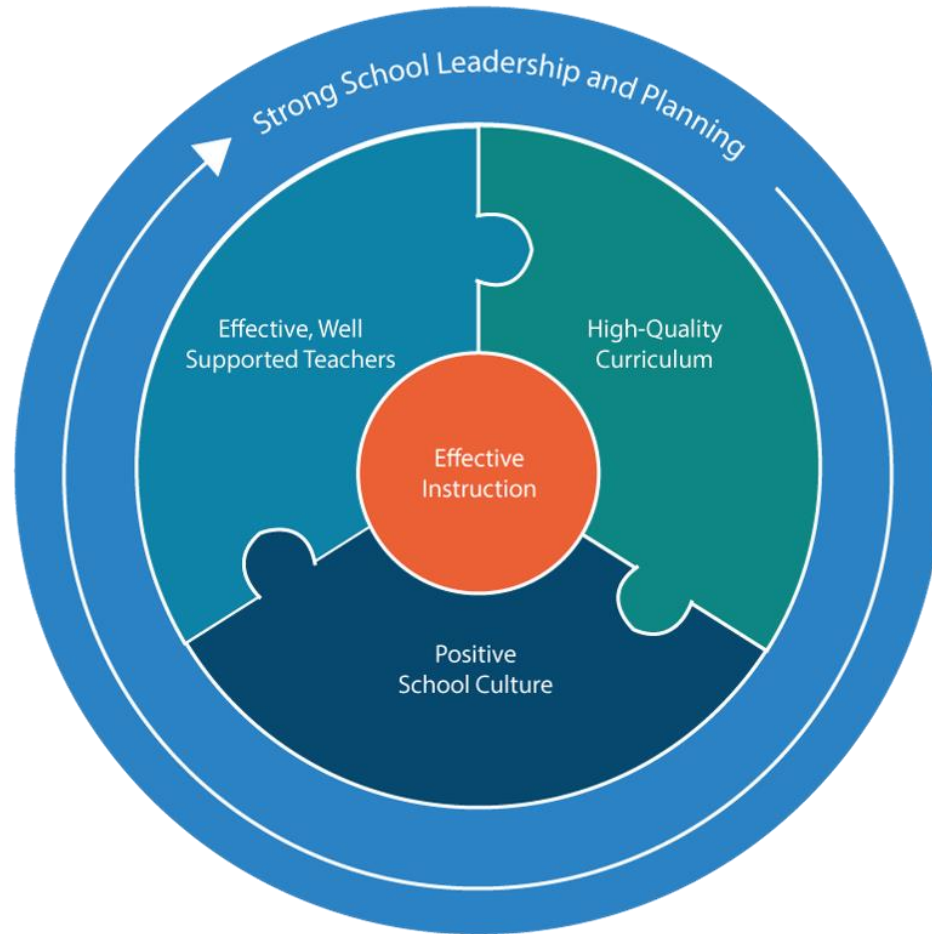 Strong School Leadership and Planning
Effective, Well
Supported Teachers
High-Quality
Curriculum
Effective
Instruction
Positive
School Culture